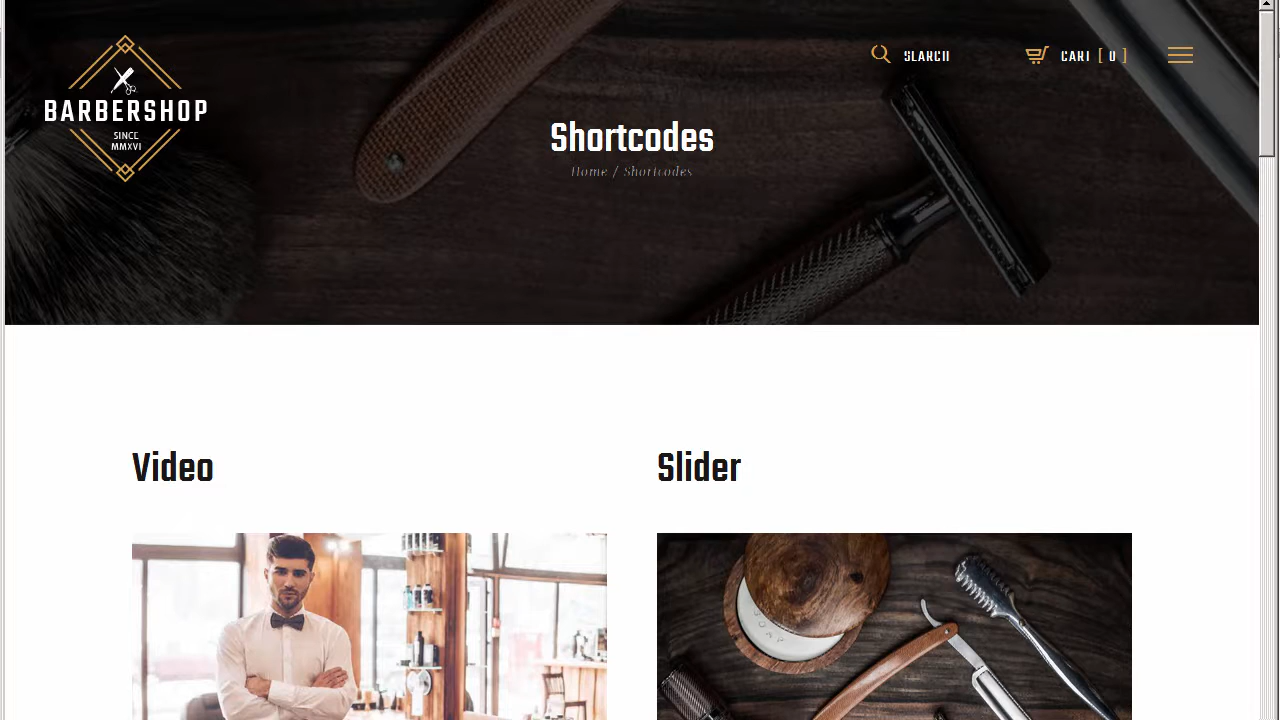 SEARCH
CART [ 0 ]
BARBERSHOP
SINCE
MMXVI
Shortcodes
Home / Shortcodes
Video
Slider